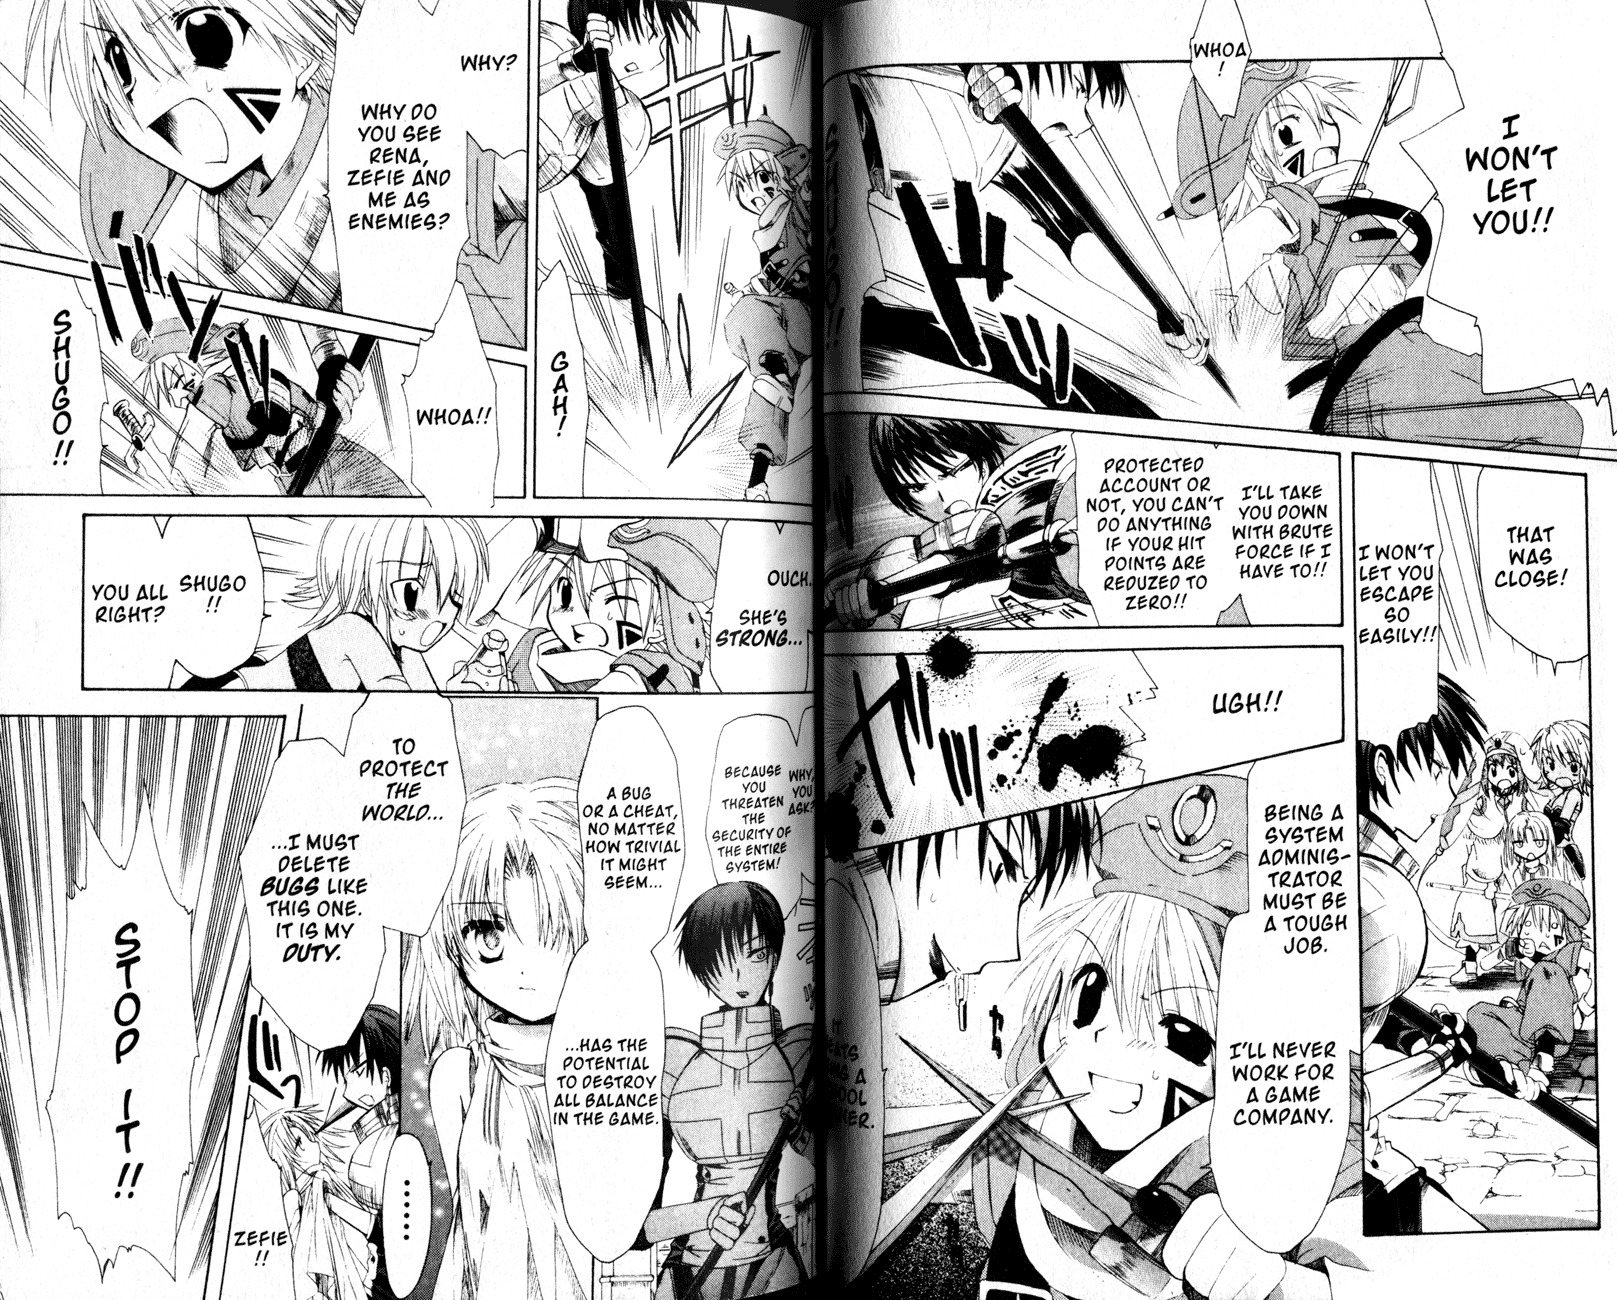 I
WON'T
LET
YOU!!
WHOA
!
SHUGO!!
THAT
WAS
CLOSE!
I WON'T
LET YOU
ESCAPE
SO
EASILY!!
I'LL TAKE
YOU DOWN
WITH BRUTE
FORCE IF I
HAVE TO!!
PROTECTED
ACCOUNT OR
NOT, YOU CAN'T
DO ANYTHING
IF YOUR HIT
POINTS ARE
REDUZED TO
ZERO!!
UGH!!
BEING A
SYSTEM
ADMINIS-
TRATOR
MUST BE
A TOUGH
JOB.
I'LL NEVER
WORK FOR
A GAME
COMPANY.
IT
A
GAH!
WHY?
WHY DO
YOU SEE
RENA,
ZEFIE AND
ME AS
ENEMIES?
WHOA!!
SHUGO!!
OUCH..
SHE'S
STRONG...
SHUGO
!!
YOU ALL
RIGHT?
WHY,
YOU
ASK?
BECAUSE
YOU
THREATEN
THE
SECURITY OF
THE ENTIRE
SYSTEM!
A BUG
OR A CHEAT,
NO MATTER
HOW TRIVIAL
IT MIGHT
SEEM...
...HAS THE
POTENTIAL
TO DESTROY
ALL BALANCE
IN THE GAME.
......
TO
PROTECT
THE
WORLD...
...I MUST
DELETE
BUGS LIKE
THIS ONE.
IT IS MY
DUTY.
ZEFIE
!!
STOP IT!!